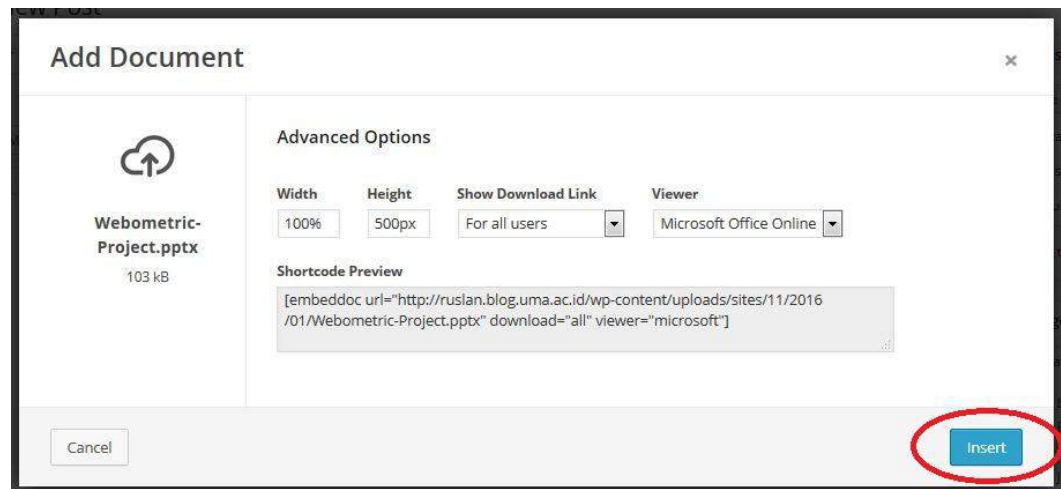 New Post
Add Document
×
Webometric-
Project.pptx
103 kB
Advanced Options
Width Height Show Download Link Viewer
100% 500px For all users Microsoft Office Online
Shortcode Preview
[embeddoc url="http://ruslan.blog.uma.ac.id/wp-content/uploads/sites/11/2016
/01/Webometric-Project.pptx" download="all" viewer="microsoft"]
Cancel Insert